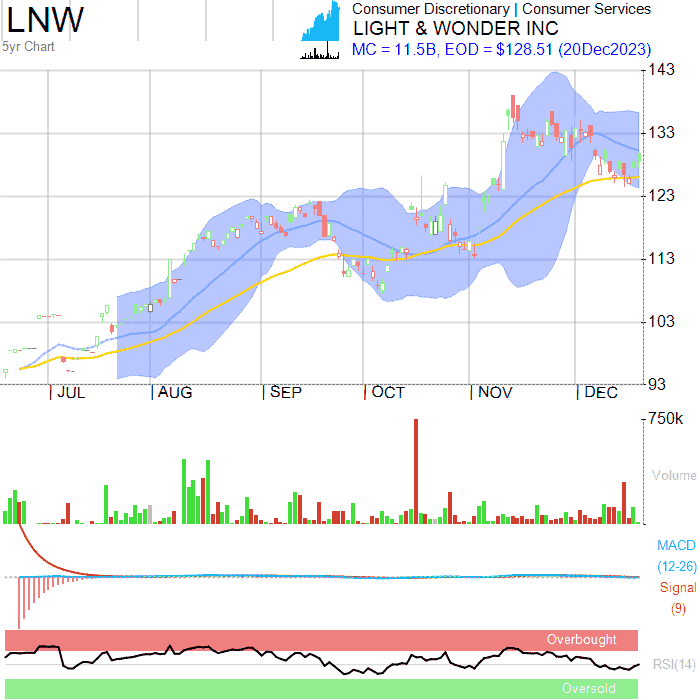 LNW
5yr Chart
Consumer Discretionary | Consumer Services
LIGHT & WONDER INC
MC = 11.5B, EOD = $128.51 (20Dec2023)
143
133
123
113
103
93
JUL AUG SEP OCT NOV DEC
750k
Volume
MACD
(12-26)
Signal
(9)
Overbought
RSI(14)
Oversold